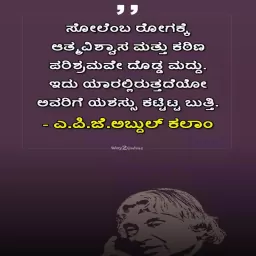 ”
ಸೋಲೆಂಬ ರೋಗಕ್ಕೆ
ಆತ್ಮವಿಶ್ವಾಸ ಮತ್ತು ಕಠಿಣ
ಪರಿಶ್ರಮವೇ ದೊಡ್ಡ ಮದ್ದು.
ಇದು ಯಾರಲ್ಲಿರುತ್ತದೆಯೋ
ಅವರಿಗೆ ಯಶಸ್ಸು ಕಟ್ಟಿಟ್ಟ ಬುತ್ತಿ.
- ಎ.ಪಿ.ಜೆ.ಅಬ್ದುಲ್ ಕಲಾಂ